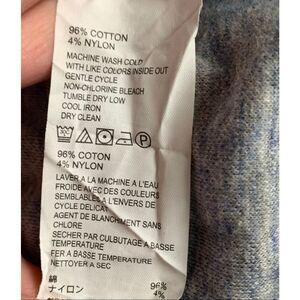 96% COTTON
4% NYLON
MACHINE WASH COLD
WITH LIKE COLORS INSIDE OUT
GENTLE CYCLE
NON-CHLORINE BLEACH
TUMBLE DRY LOW
COOL IRON
DRY CLEAN
P
96% COTON
4% NYLON
LAVER A LA MACHINE A L'EAU
FROIDE AVEC DES COULEURS
SEMBLABLES A L'ENVERS EN
CYCLE DELICAT
AGENT DE BLANCHIMENT SANS
CHLORE
SECHER PAR CULBUTAGE A BASSE
TEMPERATURE
FER A BASSE TEMPERATURE
NETTOYER A SEC
綿 96%
ナイロン 4%